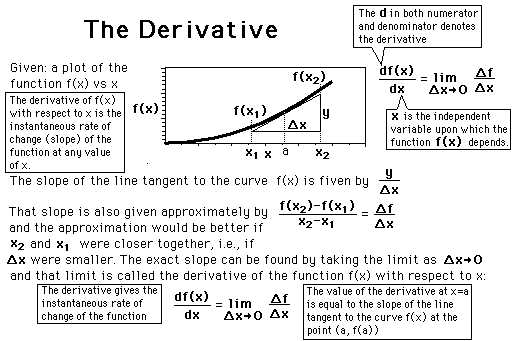 The Derivative
The d in both numerator
and denominator denotes
the derivative
Given: a plot of the
function f(x) vs x
The derivative of f(x)
with respect to x is the
instantaneous rate of
change (slope) of the
function at any value
of x.
f(x)
f(x₁)
f(x₂)
y
Δx
x₁ x a x₂
df(x)/dx = lim Δx→0 Δf/Δx
x is the independent
variable upon which the
function f(x) depends.
The slope of the line tangent to the curve f(x) is fiven by y/Δx
That slope is also given approximately by f(x₂)-f(x₁)/x₂-x₁ = Δf/Δx
and the approximation would be better if
x₂ and x₁ were closer together, i.e., if
Δx were smaller. The exact slope can be found by taking the limit as Δx→0
and that limit is called the derivative of the function f(x) with respect to x:
The derivative gives the
instantaneous rate of
change of the function
df(x)/dx = lim Δx→0 Δf/Δx
The value of the derivative at x=a
is equal to the slope of the line
tangent to the curve f(x) at the
point (a, f(a))